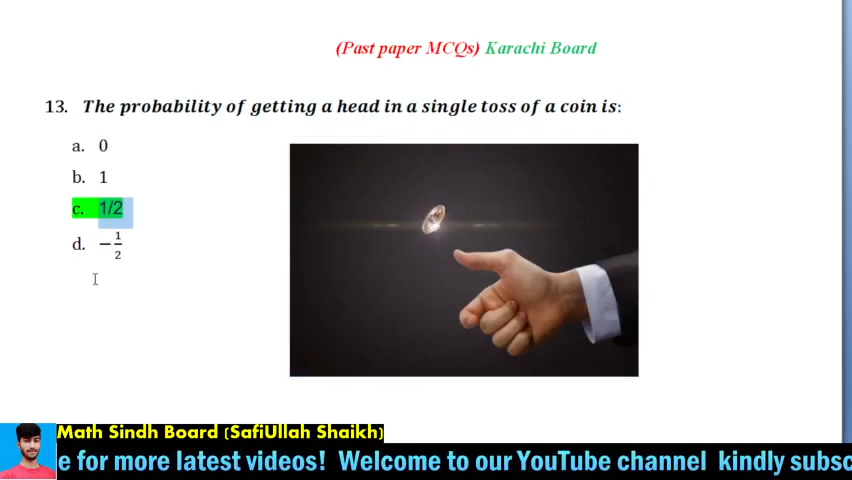 (Past paper MCQs) Karachi Board
13. The probability of getting a head in a single toss of a coin is:
a. 0
b. 1
c. 1/2
d. −1/2
Math Sindh Board (SafiUllah Shaikh)
e for more latest videos! Welcome to our YouTube channel kindly subsc